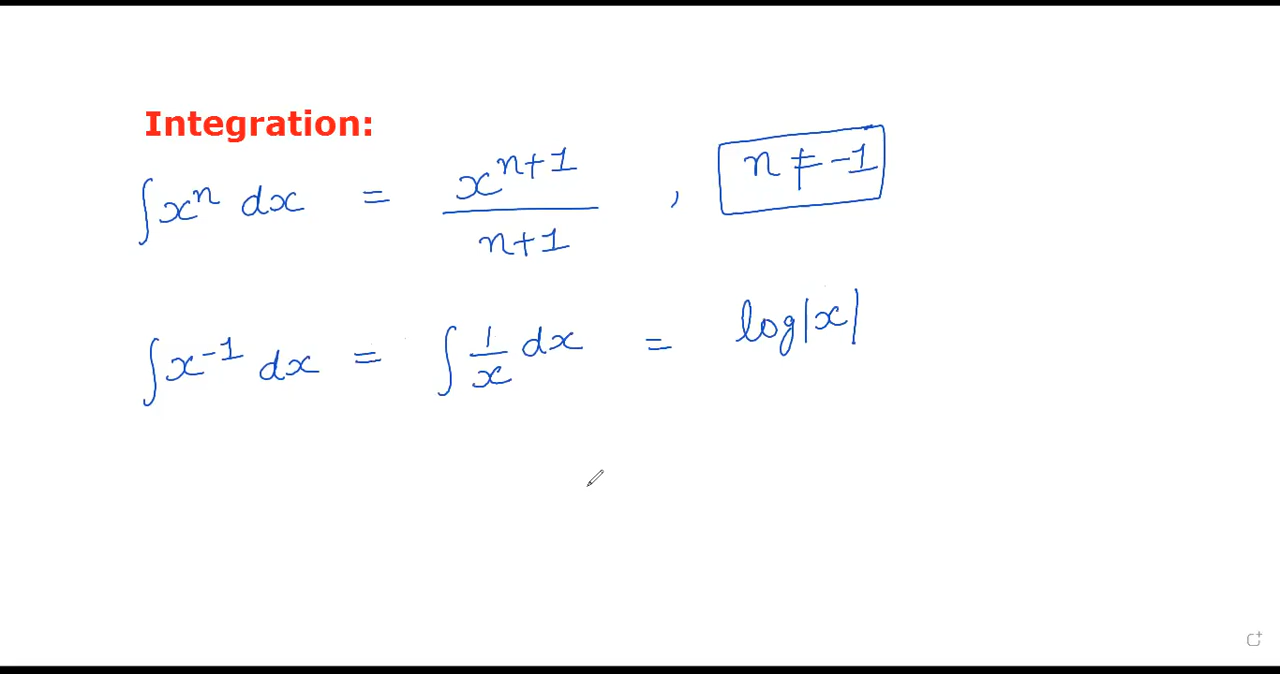 Integration:
∫xⁿ dx = xⁿ⁺¹/(n+1) , n ≠ -1
∫x⁻¹ dx = ∫ 1/x dx = log|x|